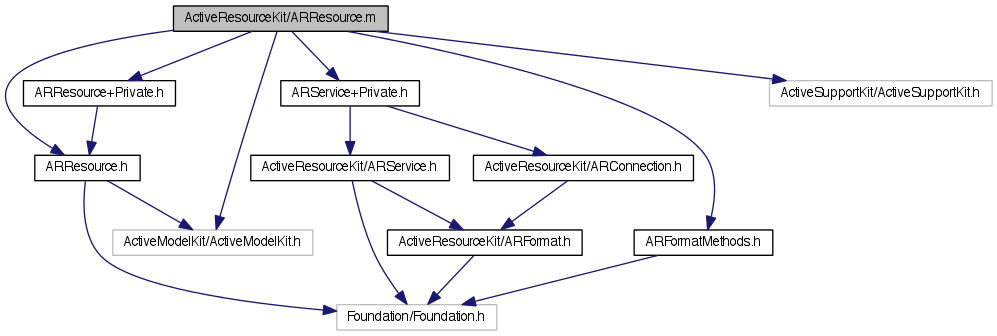 ActiveResourceKit/ARResource.m
ARResource+Private.h
ARService+Private.h
ActiveSupportKit/ActiveSupportKit.h
ARResource.h
ActiveResourceKit/ARService.h
ActiveResourceKit/ARConnection.h
ActiveModelKit/ActiveModelKit.h
ActiveResourceKit/ARFormat.h
ARFormatMethods.h
Foundation/Foundation.h